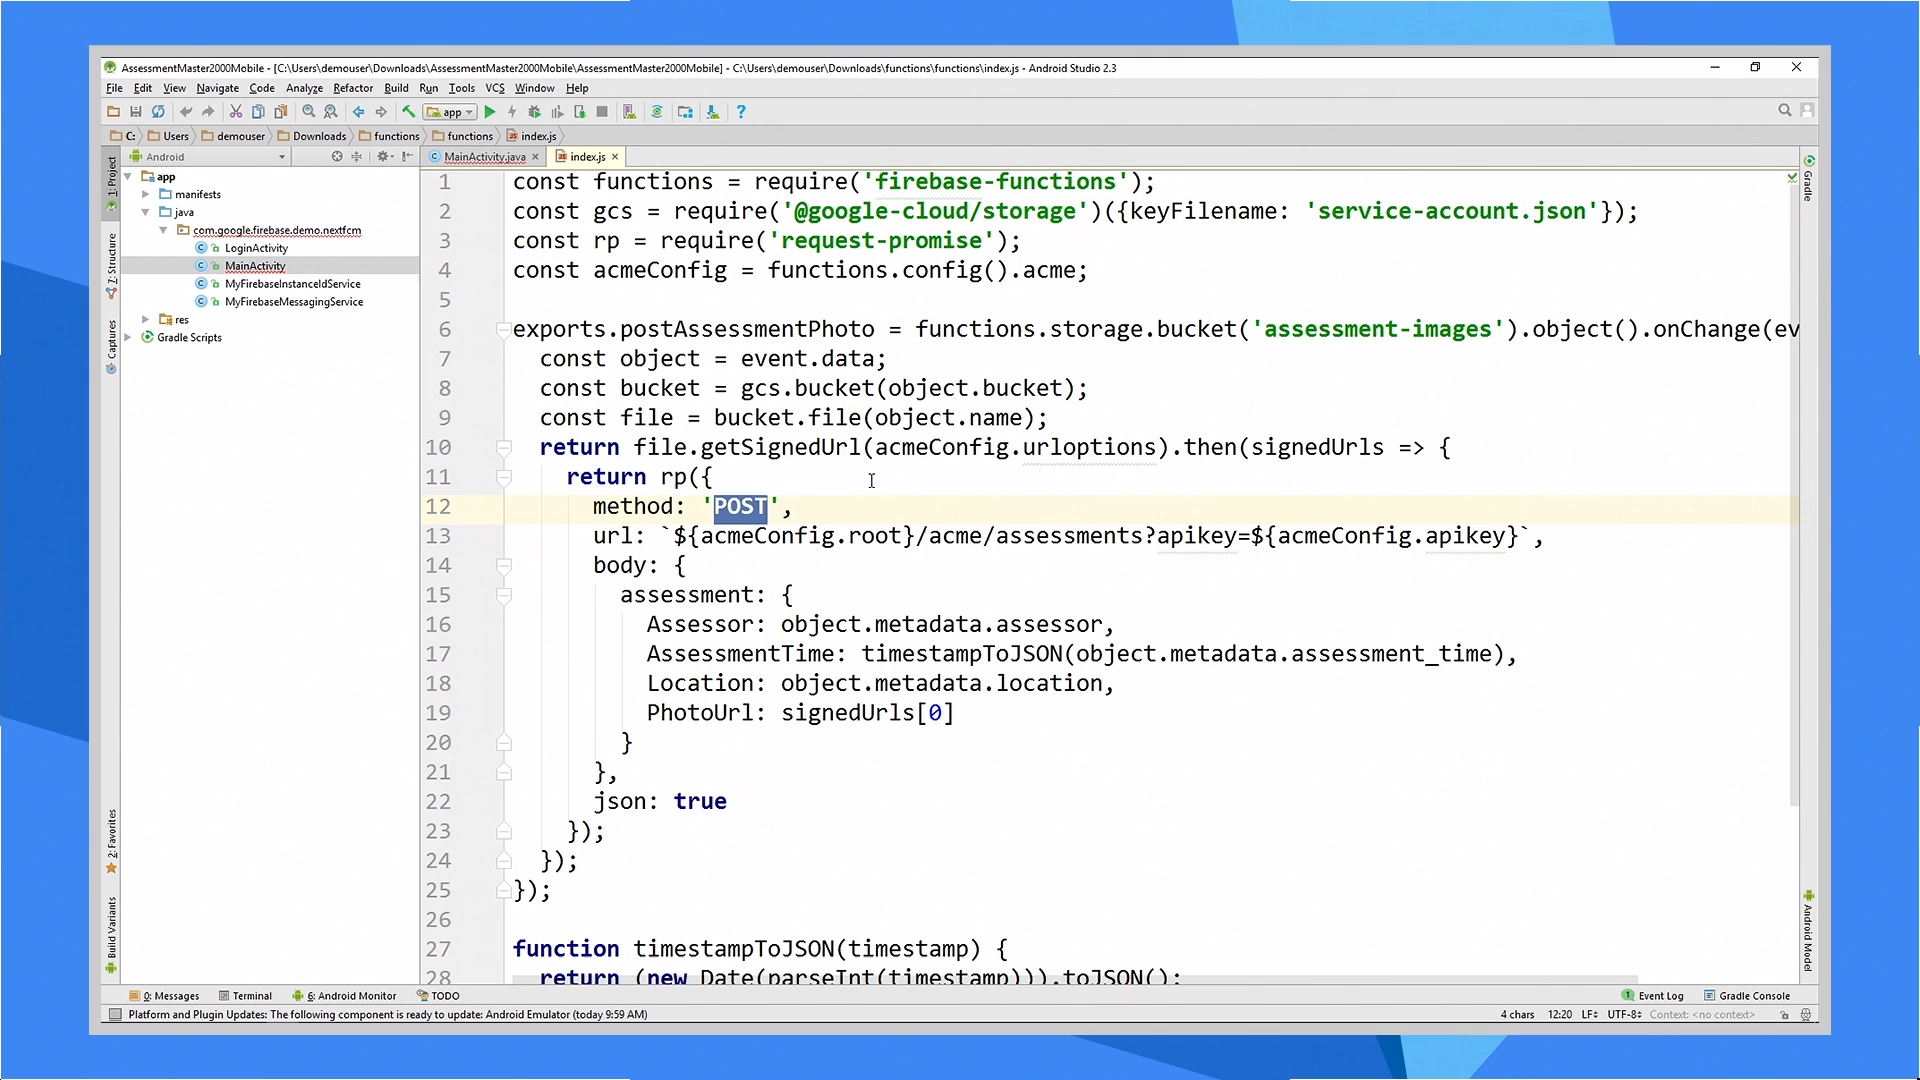 AssessmentMaster2000Mobile - [C:\Users\demouser\Downloads\AssessmentMaster2000Mobile\AssessmentMaster2000Mobile] - C:\Users\demouser\Downloads\functions\functions\index.js - Android Studio 2.3
File Edit View Navigate Code Analyze Refactor Build Run Tools VCS Window Help
app
C: Users demouser Downloads functions functions index.js
Android
MainActivity.java index.js
1: Project
7: Structure
Captures
2: Favorites
Build Variants
app
manifests
java
com.google.firebase.demo.nextfcm
LoginActivity
MainActivity
MyFirebaseInstanceIdService
MyFirebaseMessagingService
res
Gradle Scripts
1 const functions = require('firebase-functions');
2 const gcs = require('@google-cloud/storage')({keyFilename: 'service-account.json'});
3 const rp = require('request-promise');
4 const acmeConfig = functions.config().acme;
5
6 exports.postAssessmentPhoto = functions.storage.bucket('assessment-images').object().onChange(ev
7 const object = event.data;
8 const bucket = gcs.bucket(object.bucket);
9 const file = bucket.file(object.name);
10 return file.getSignedUrl(acmeConfig.urloptions).then(signedUrls => {
11 return rp({
12 method: 'POST',
13 url: `${acmeConfig.root}/acme/assessments?apikey=${acmeConfig.apikey}`,
14 body: {
15 assessment: {
16 Assessor: object.metadata.assessor,
17 AssessmentTime: timestampToJSON(object.metadata.assessment_time),
18 Location: object.metadata.location,
19 PhotoUrl: signedUrls[0]
20 }
21 },
22 json: true
23 });
24 });
25 });
26
27 function timestampToJSON(timestamp) {
28 return (new Date(parseInt(timestamp))).toJSON();
Gradle
Android Model
0: Messages Terminal 6: Android Monitor TODO
1 Event Log Gradle Console
Platform and Plugin Updates: The following component is ready to update: Android Emulator (today 9:59 AM)
4 chars 12:20 LF UTF-8 Context: <no context>